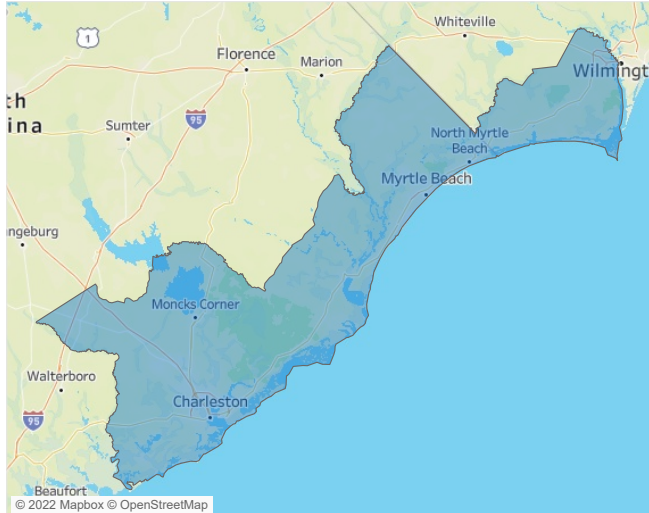 Whiteville
1
Florence
Marion
Wilmingt
th
ina
95
Sumter
North Myrtle
Beach
Myrtle Beach
angeburg
Moncks Corner
Walterboro
Charleston
95
Beaufort
© 2022 Mapbox © OpenStreetMap